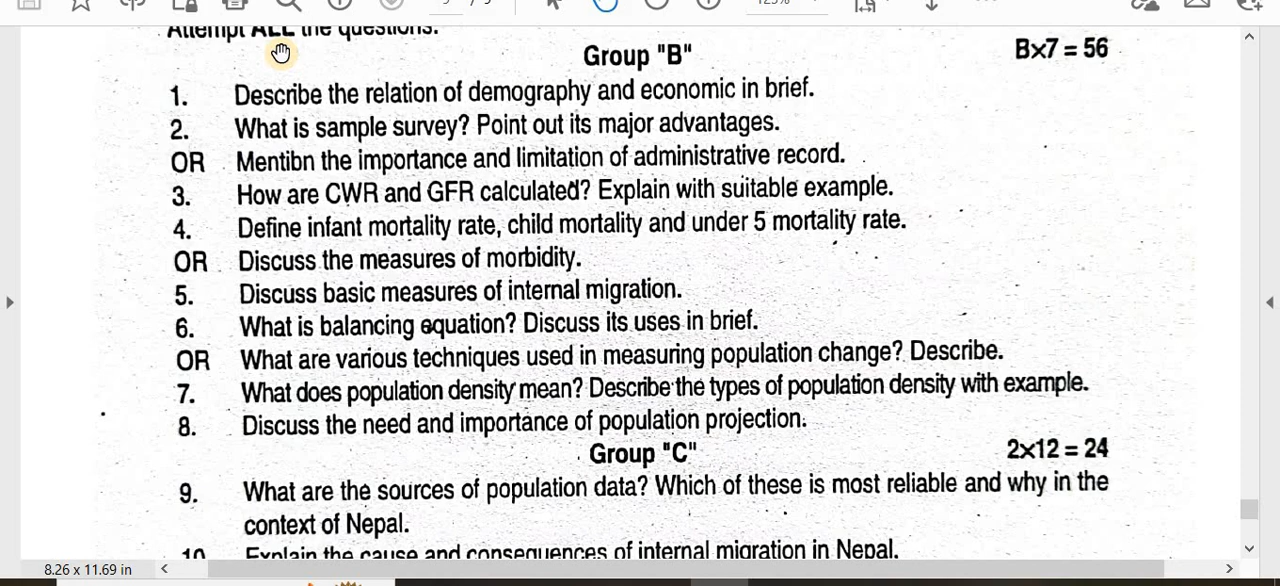 Attempt ALL the questions.
Group "B"
Bx7 = 56
1. Describe the relation of demography and economic in brief.
2. What is sample survey? Point out its major advantages.
OR Mentibn the importance and limitation of administrative record.
3. How are CWR and GFR calculated? Explain with suitable example.
4. Define infant mortality rate, child mortality and under 5 mortality rate.
OR Discuss the measures of morbidity.
5. Discuss basic measures of internal migration.
6. What is balancing equation? Discuss its uses in brief.
OR What are various techniques used in measuring population change? Describe.
7. What does population density mean? Describe the types of population density with example.
8. Discuss the need and importance of population projection.
Group "C"
2x12 = 24
9. What are the sources of population data? Which of these is most reliable and why in the
context of Nepal.
10 Explain the cause and consequences of internal migration in Nepal.
8.26 x 11.69 in